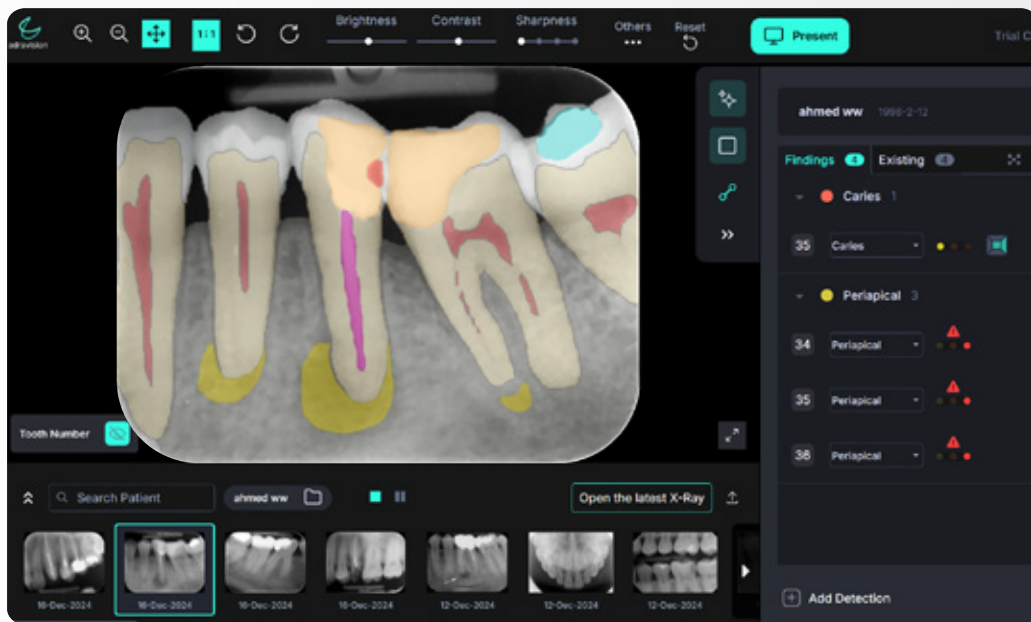 Brightness
Contrast
Sharpness
Others
Reset
1:1
Present
Trial C
ahmed ww 1998-2-12
Findings 4
Existing 4
Caries 1
35 Caries
Periapical 3
34 Periapical
35 Periapical
36 Periapical
Tooth Number
Search Patient
ahmed ww
Open the latest X-Ray
16-Dec-2024
16-Dec-2024
16-Dec-2024
16-Dec-2024
12-Dec-2024
12-Dec-2024
12-Dec-2024
Add Detection